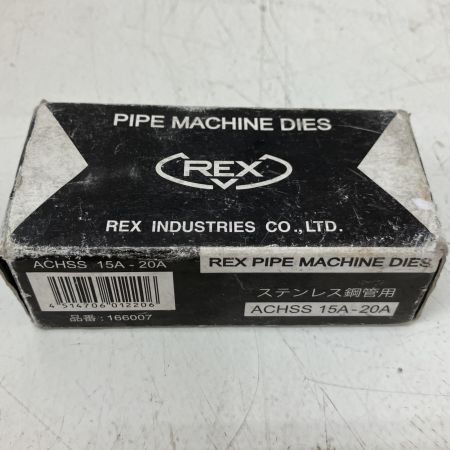 PIPE MACHINE DIES
REX
REX INDUSTRIES CO.,LTD.
ACHSS 15A-20A
4 514706 012206
品番:166007
REX PIPE MACHINE DIES
ステンレス鋼管用
ACHSS 15A-20A